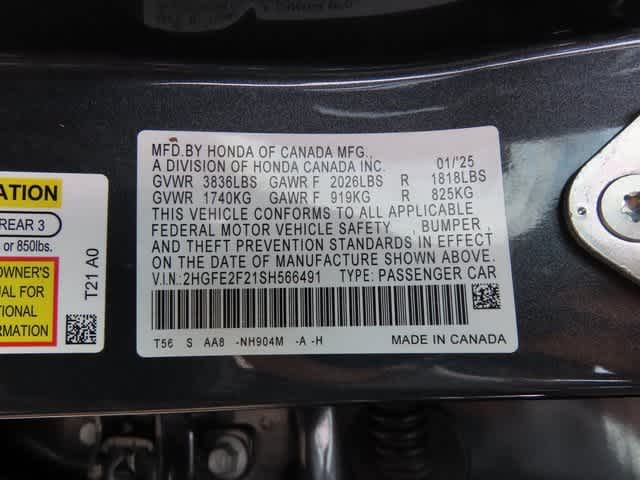 MFD.BY HONDA OF CANADA MFG.,
A DIVISION OF HONDA CANADA INC. 01/'25
GVWR 3836LBS GAWR F 2026LBS R 1818LBS
GVWR 1740KG GAWR F 919KG R 825KG
THIS VEHICLE CONFORMS TO ALL APPLICABLE
FEDERAL MOTOR VEHICLE SAFETY , BUMPER ,
AND THEFT PREVENTION STANDARDS IN EFFECT
ON THE DATE OF MANUFACTURE SHOWN ABOVE.
V.I.N: 2HGFE2F21SH566491 TYPE: PASSENGER CAR
T56 S AA8 -NH904M -A -H
MADE IN CANADA
ATION
REAR 3
or 850lbs.
OWNER'S
UAL FOR
TIONAL
RMATION
T21 A0